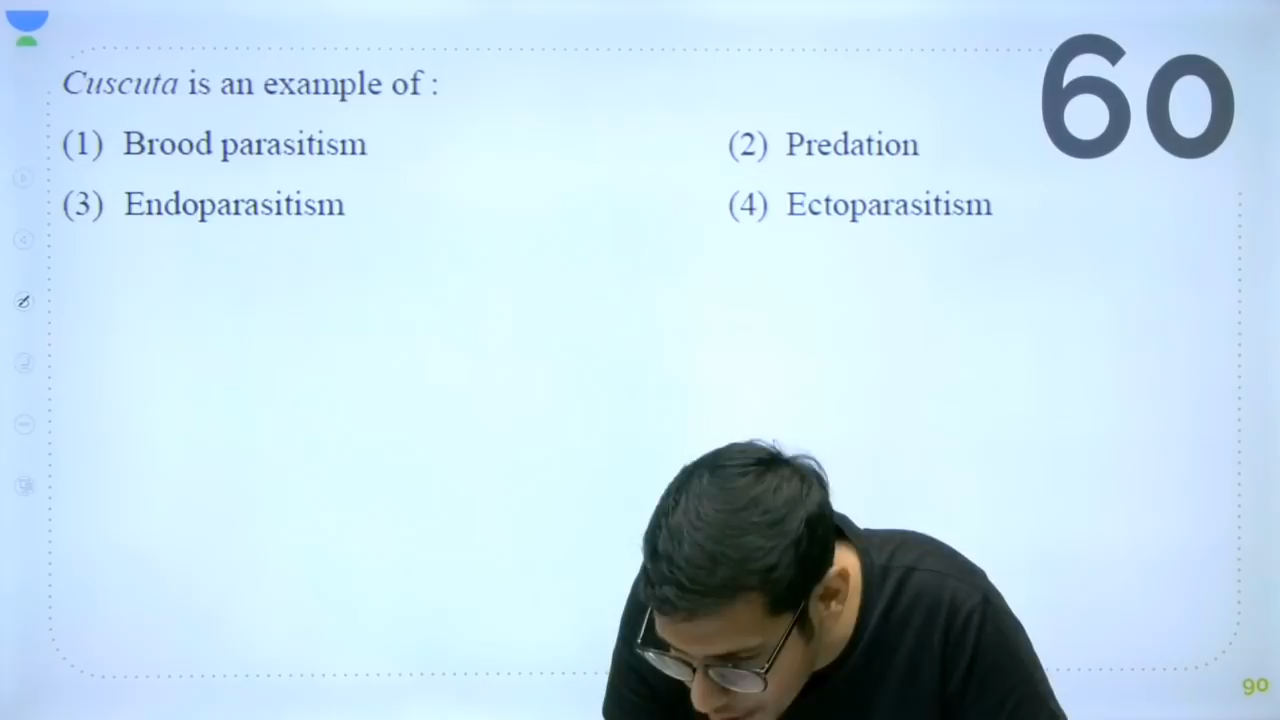 Cuscuta is an example of :
60
(1) Brood parasitism
(2) Predation
(3) Endoparasitism
(4) Ectoparasitism
90